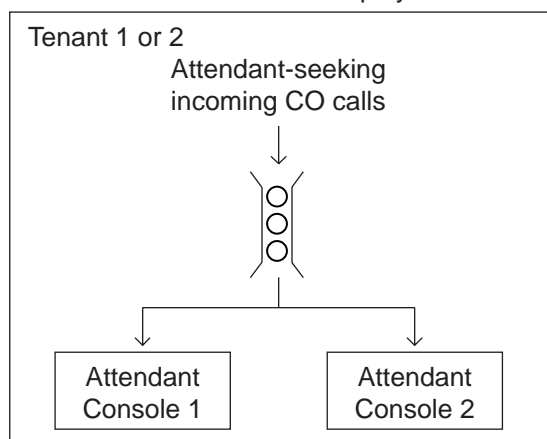 Tenant 1 or 2
Attendant-seeking
incoming CO calls
Attendant
Console 1
Attendant
Console 2